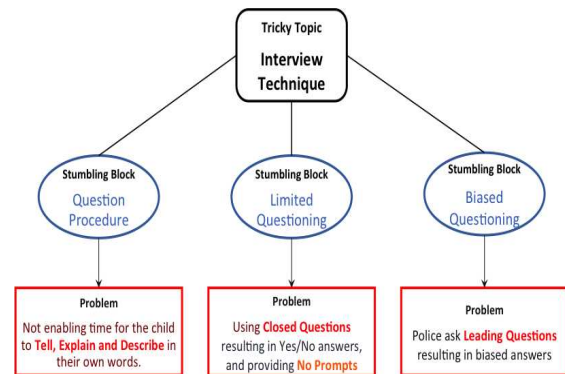 Tricky Topic
Interview
Technique
Stumbling Block
Question
Procedure
Stumbling Block
Limited
Questioning
Stumbling Block
Biased
Questioning
Problem
Not enabling time for the child
to Tell, Explain and Describe in
their own words.
Problem
Using Closed Questions
resulting in Yes/No answers,
and providing No Prompts
Problem
Police ask Leading Questions
resulting in biased answers